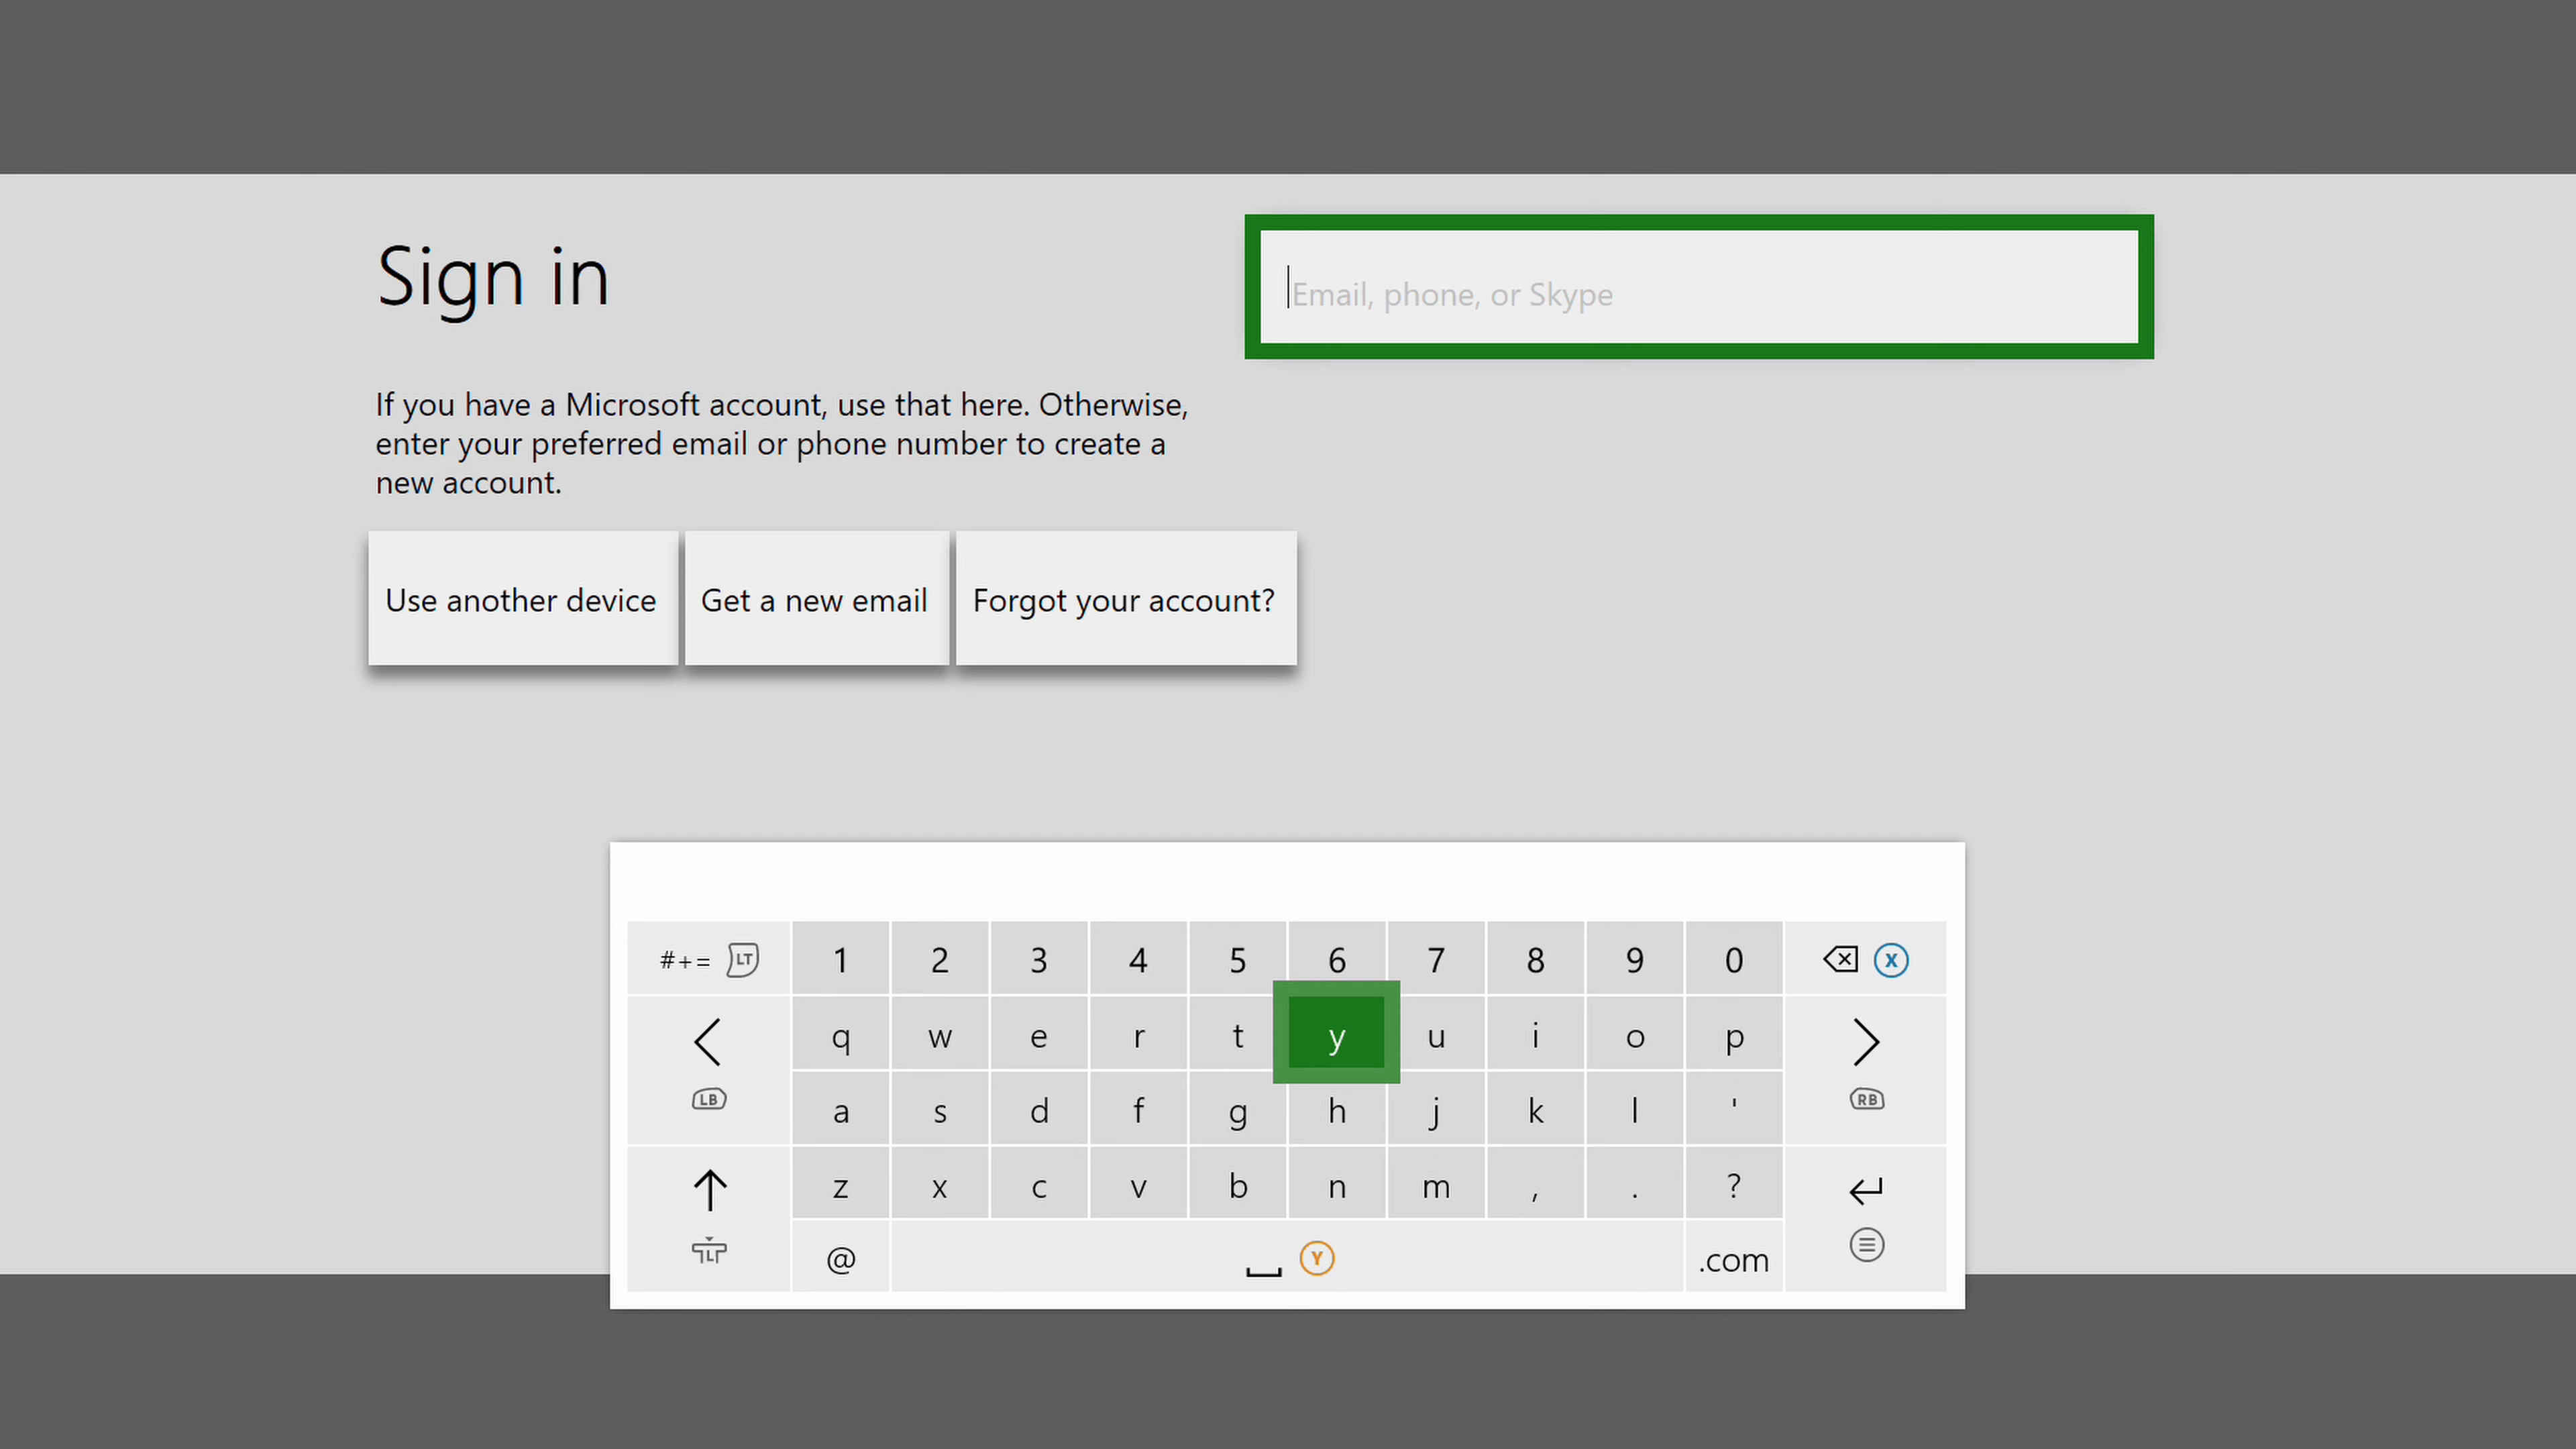 Sign in
Email, phone, or Skype
If you have a Microsoft account, use that here. Otherwise,
enter your preferred email or phone number to create a
new account.
Use another device Get a new email Forgot your account?
#+= LT 1 2 3 4 5 6 7 8 9 0 X
q w e r t y u i o p
LB a s d f g h j k l ' RB
z x c v b n m , . ?
LT @ Y .com